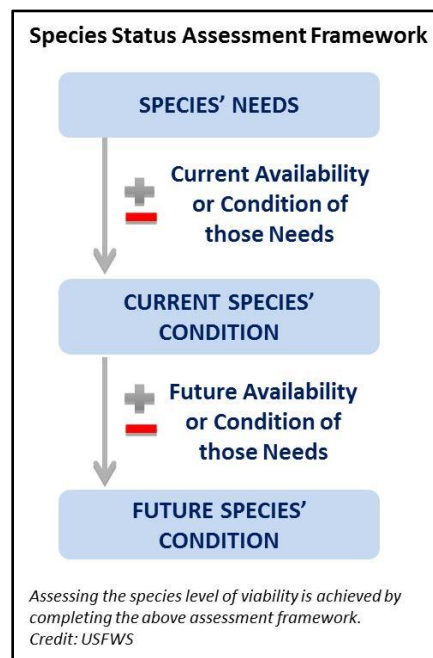 Species Status Assessment Framework
SPECIES' NEEDS
Current Availability
or Condition of
those Needs
CURRENT SPECIES'
CONDITION
Future Availability
or Condition of
those Needs
FUTURE SPECIES'
CONDITION
Assessing the species level of viability is achieved by
completing the above assessment framework.
Credit: USFWS